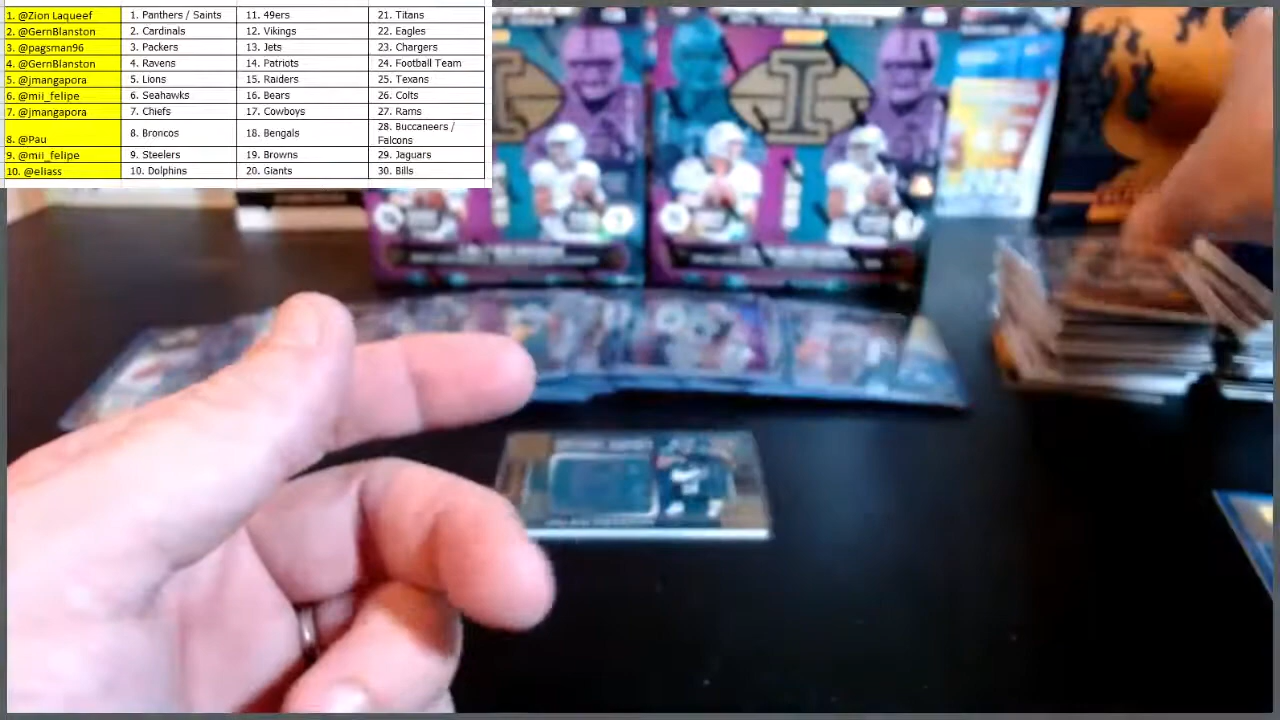 1. @Zion Laqueef 1. Panthers / Saints 11. 49ers 21. Titans
2. @GernBlanston 2. Cardinals 12. Vikings 22. Eagles
3. @pagsman96 3. Packers 13. Jets 23. Chargers
4. @GernBlanston 4. Ravens 14. Patriots 24. Football Team
5. @jmangapora 5. Lions 15. Raiders 25. Texans
6. @mii_felipe 6. Seahawks 16. Bears 26. Colts
7. @jmangapora 7. Chiefs 17. Cowboys 27. Rams
8. @Pau 8. Broncos 18. Bengals 28. Buccaneers /
Falcons
9. @mii_felipe 9. Steelers 19. Browns 29. Jaguars
10. @eliass 10. Dolphins 20. Giants 30. Bills